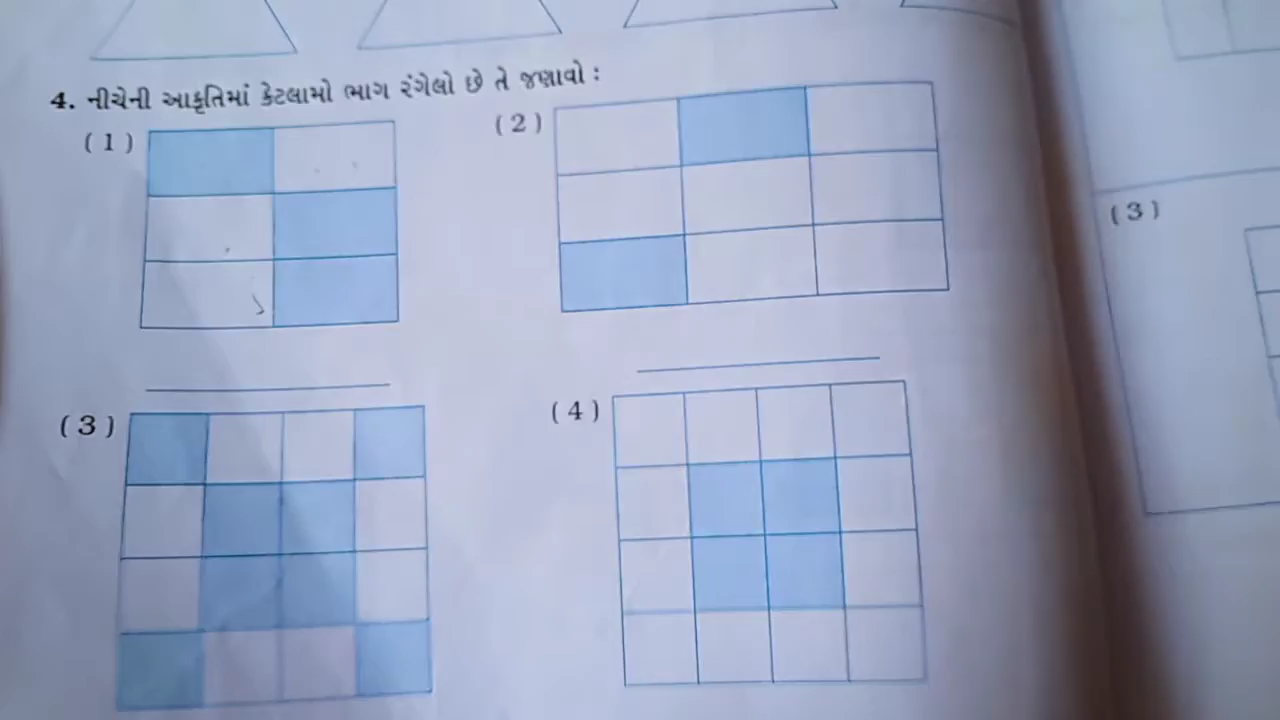 4. નીચેની આકૃતિમાં કેટલામો ભાગ રંગેલો છે તે જણાવો :
( 1 )
( 2 )
( 3 )
( 4 )
( 3 )